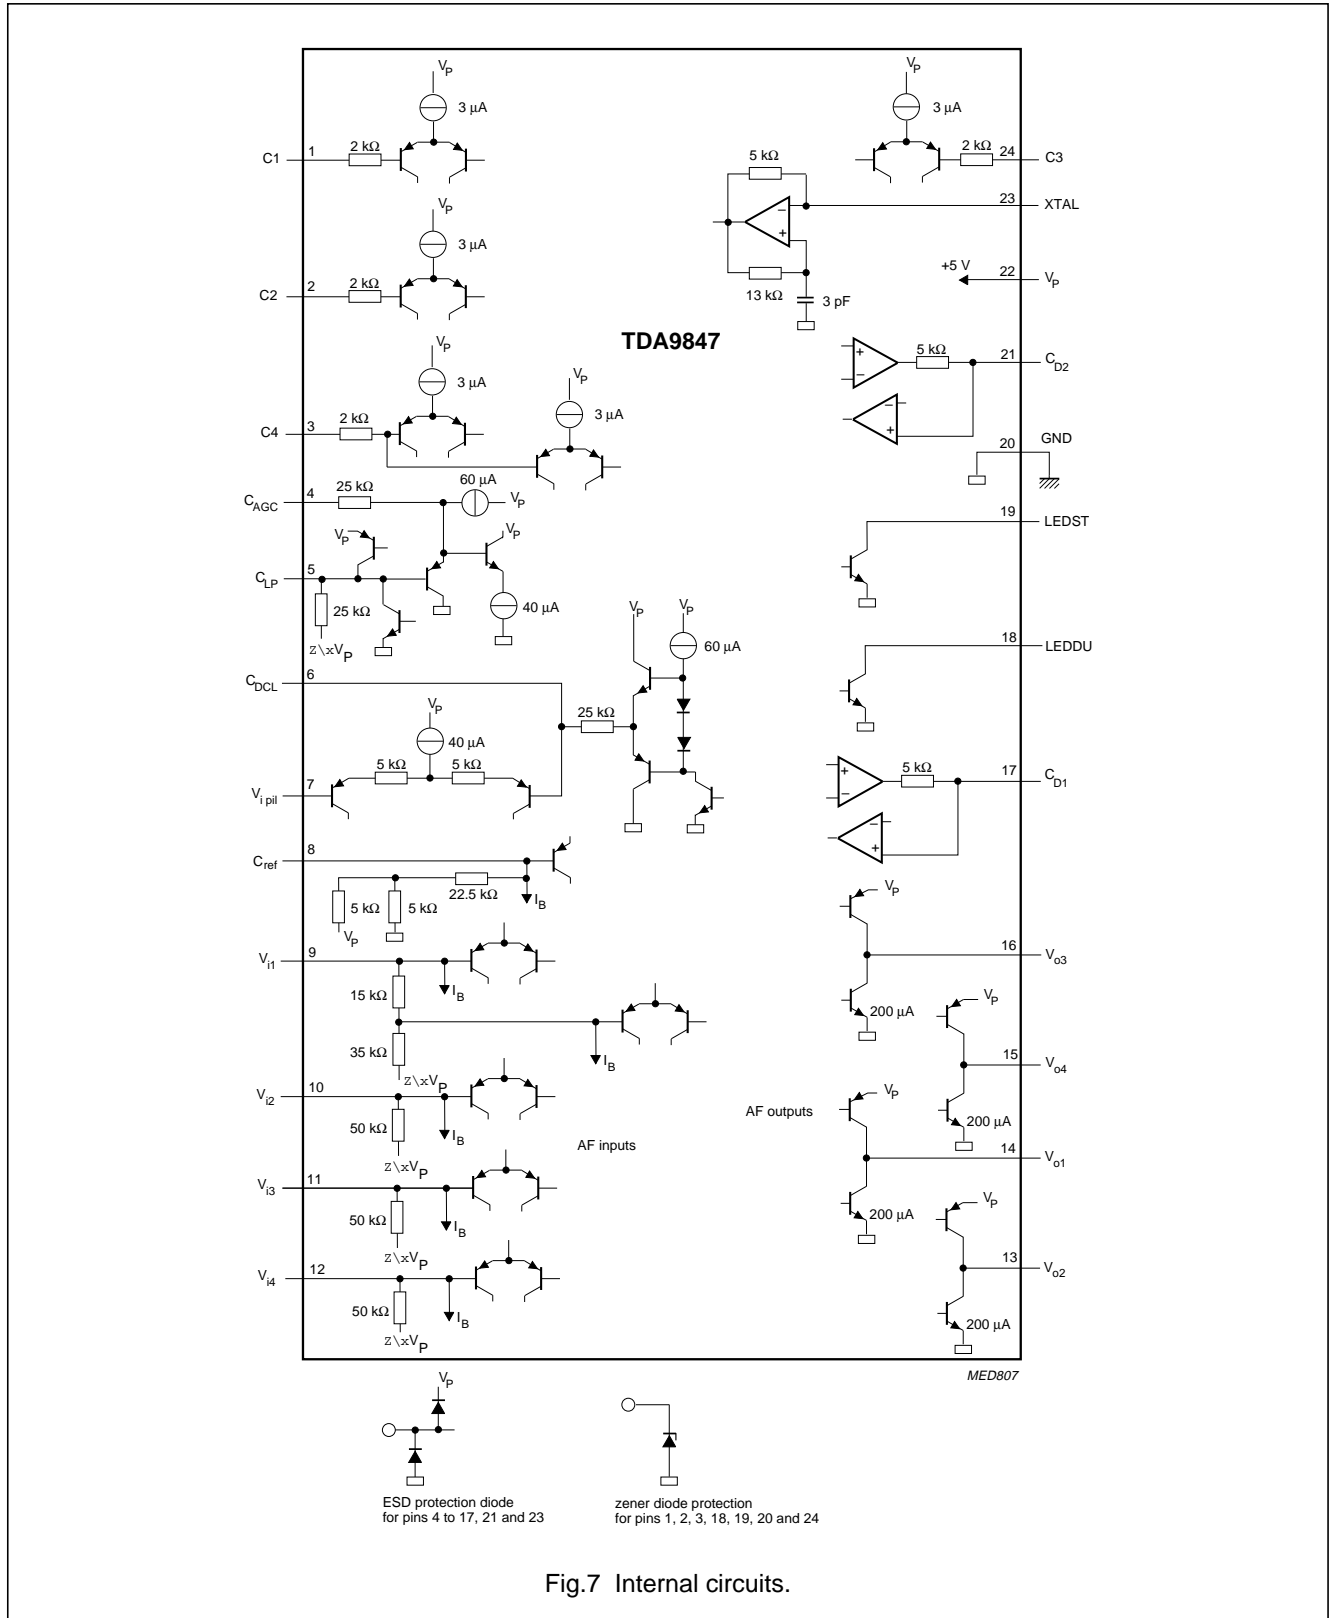 V_P
3 µA
C1 1 2 kΩ
V_P
3 µA
C2 2 2 kΩ
V_P
3 µA
C4 3 2 kΩ
V_P
3 µA
C_AGC 4 25 kΩ
60 µA
V_P
V_P
V_P
C_LP 5
25 kΩ
40 µA
Z\xV_P
V_P
V_P
60 µA
C_DCL 6
25 kΩ
V_P
40 µA
5 kΩ 5 kΩ
V_i pil 7
C_ref 8
22.5 kΩ
I_B
5 kΩ 5 kΩ
V_P
V_i1 9
15 kΩ
I_B
35 kΩ
I_B
Z\xV_P
V_i2 10
50 kΩ
I_B
Z\xV_P
AF inputs
V_i3 11
50 kΩ
I_B
Z\xV_P
V_i4 12
50 kΩ
I_B
Z\xV_P
TDA9847
V_P
3 µA
2 kΩ 24 C3
5 kΩ
23 XTAL
−
+
13 kΩ
3 pF
+5 V
22 V_P
+
−
5 kΩ
21 C_D2
−
+
20 GND
19 LEDST
18 LEDDU
+
−
5 kΩ
17 C_D1
−
+
V_P
16 V_o3
200 µA
V_P
15 V_o4
200 µA
AF outputs
V_P
14 V_o1
200 µA
V_P
13 V_o2
200 µA
MED807
V_P
ESD protection diode
for pins 4 to 17, 21 and 23
zener diode protection
for pins 1, 2, 3, 18, 19, 20 and 24
Fig.7 Internal circuits.